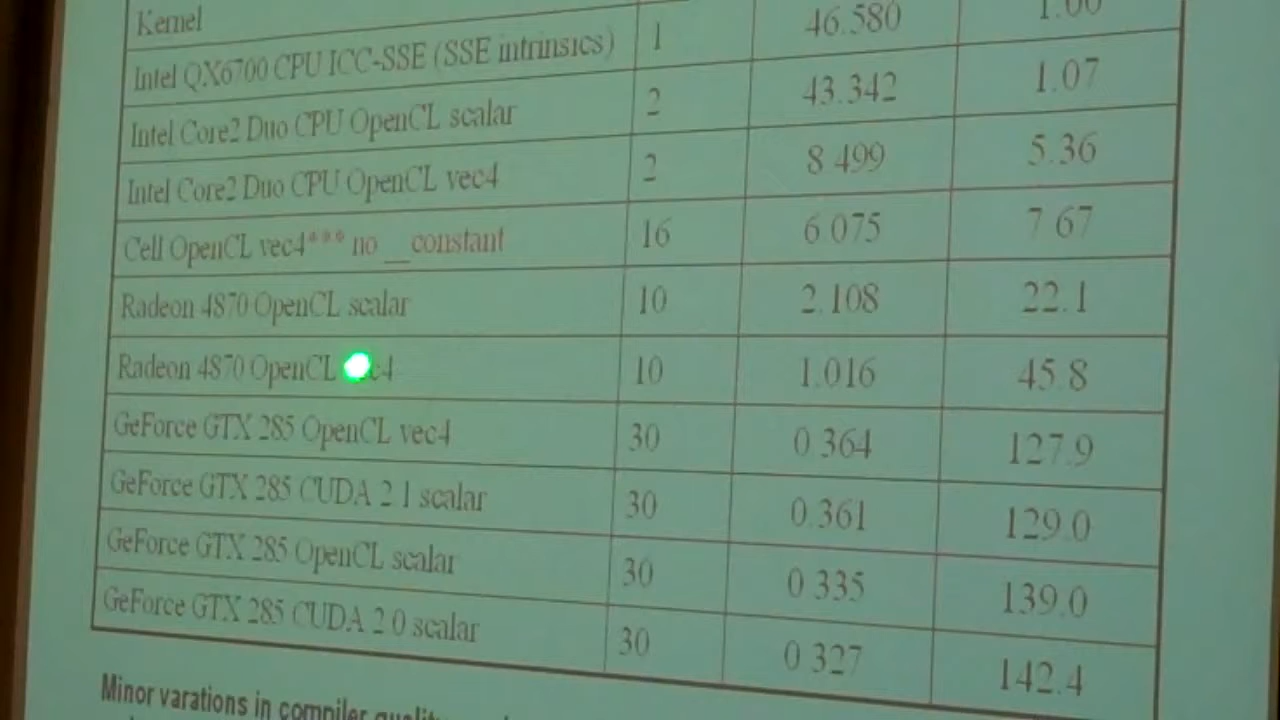 Kernel
Intel QX6700 CPU ICC-SSE (SSE intrinsics) 1 46.580 1.00
Intel Core2 Duo CPU OpenCL scalar 2 43.342 1.07
Intel Core2 Duo CPU OpenCL vec4 2 8.499 5.36
Cell OpenCL vec4*** no __constant 16 6.075 7.67
Radeon 4870 OpenCL scalar 10 2.108 22.1
Radeon 4870 OpenCL 10 1.016 45.8
GeForce GTX 285 OpenCL vec4 30 0.364 127.9
GeForce GTX 285 CUDA 2.1 scalar 30 0.361 129.0
GeForce GTX 285 OpenCL scalar 30 0.335 139.0
GeForce GTX 285 CUDA 2.0 scalar 30 0.327 142.4
Minor varations in compiler quality